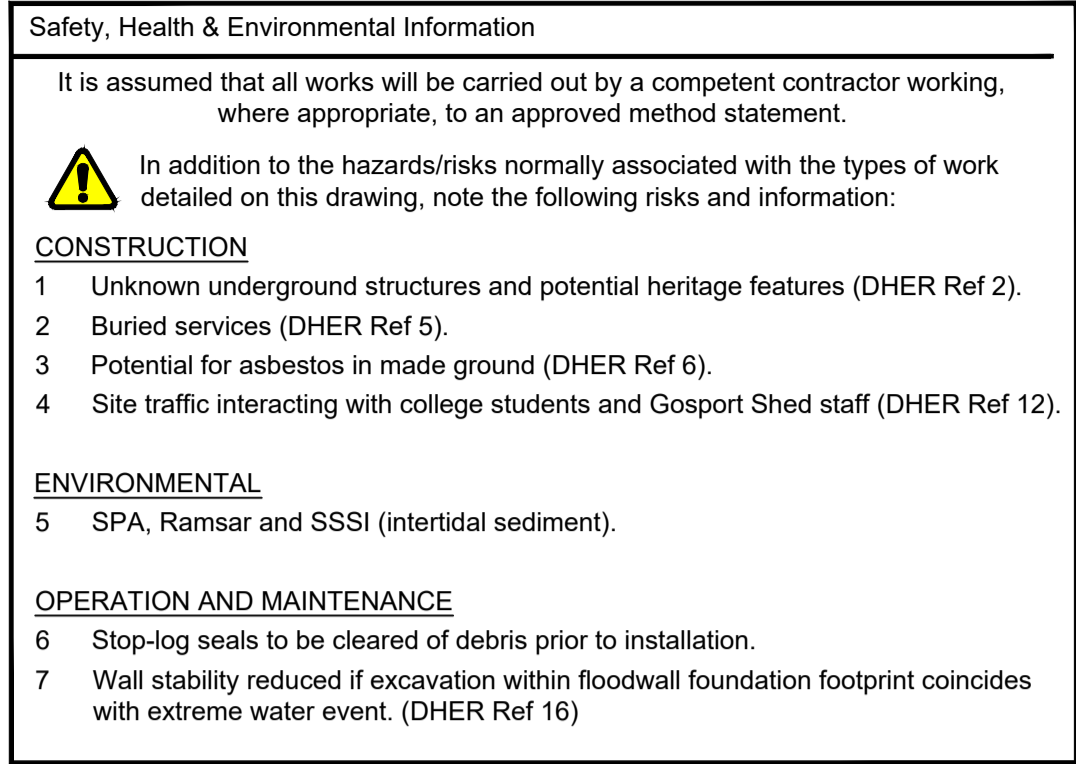 Safety, Health & Environmental Information
It is assumed that all works will be carried out by a competent contractor working,
where appropriate, to an approved method statement.
In addition to the hazards/risks normally associated with the types of work
detailed on this drawing, note the following risks and information:
CONSTRUCTION
1 Unknown underground structures and potential heritage features (DHER Ref 2).
2 Buried services (DHER Ref 5).
3 Potential for asbestos in made ground (DHER Ref 6).
4 Site traffic interacting with college students and Gosport Shed staff (DHER Ref 12).
ENVIRONMENTAL
5 SPA, Ramsar and SSSI (intertidal sediment).
OPERATION AND MAINTENANCE
6 Stop-log seals to be cleared of debris prior to installation.
7 Wall stability reduced if excavation within floodwall foundation footprint coincides
with extreme water event. (DHER Ref 16)